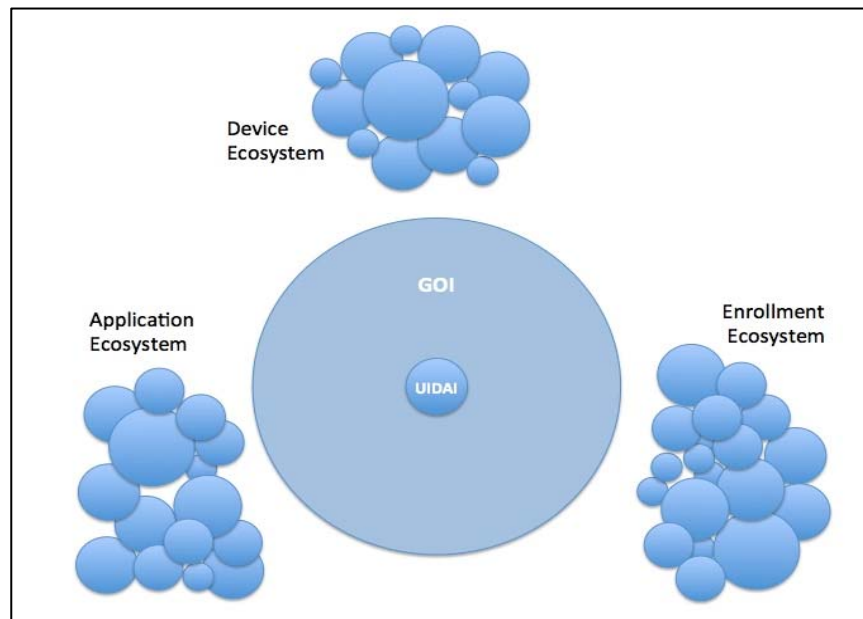 Device
Ecosystem
GOI
Application
Ecosystem
Enrollment
Ecosystem
UIDAI